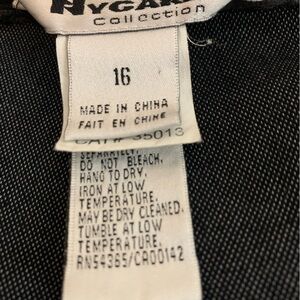 Collection
16
MADE IN CHINA
FAIT EN CHINE
CAT# 35013
SEPARATELY.
DO NOT BLEACH.
HANG TO DRY.
IRON AT LOW
TEMPERATURE.
MAY BE DRY CLEANED.
TUMBLE AT LOW
TEMPERATURE.
RN54385/CA00142